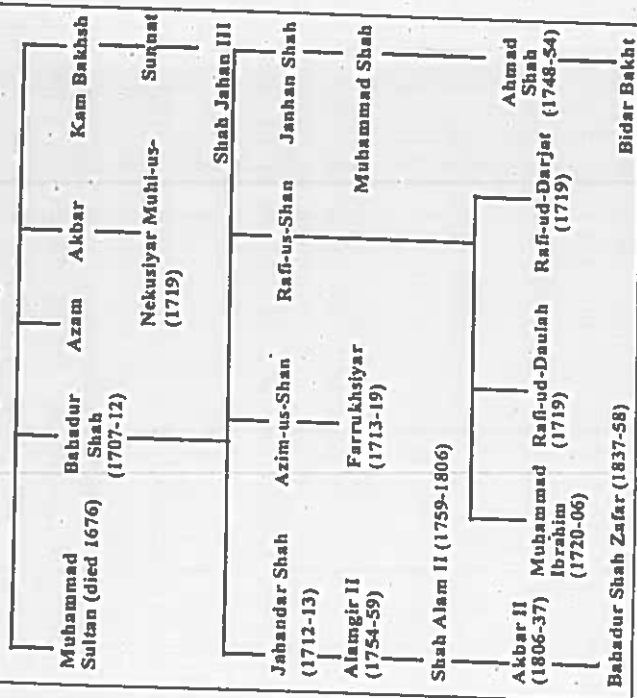 Muhammad
Sultan (died 1676)
Bahadur
Shah
(1707-12)
Azam
Akbar
Kam Bakhsh
Nekusiyar Muhi-us-
(1719)
Sunnat
Shah Jahan III
Jahandar Shah
(1712-13)
Azim-us-Shan
Rafi-us-Shan
Janhan Shah
Alamgir II
(1754-59)
Farrukhsiyar
(1713-19)
Muhammad Shah
Shah Alam II (1759-1806)
Akbar II
(1806-37)
Muhammad
Ibrahim
(1720-06)
Rafi-ud-Daulah
(1719)
Rafi-ud-Darjat
(1719)
Ahmad
Shah
(1748-54)
Bahadur Shah Zafar (1837-58)
Bidar Bakht